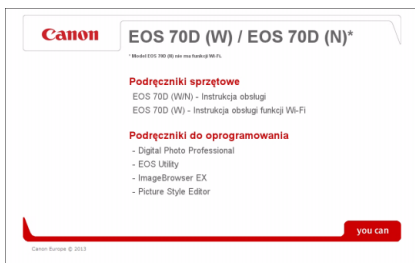 Canon
EOS 70D (W) / EOS 70D (N)*
* Model EOS 70D (N) nie ma funkcji Wi-Fi.
Podręczniki sprzętowe
EOS 70D (W/N) - Instrukcja obsługi
EOS 70D (W) - Instrukcja obsługi funkcji Wi-Fi
Podręczniki do oprogramowania
- Digital Photo Professional
- EOS Utility
- ImageBrowser EX
- Picture Style Editor
you can
Canon Europe © 2013